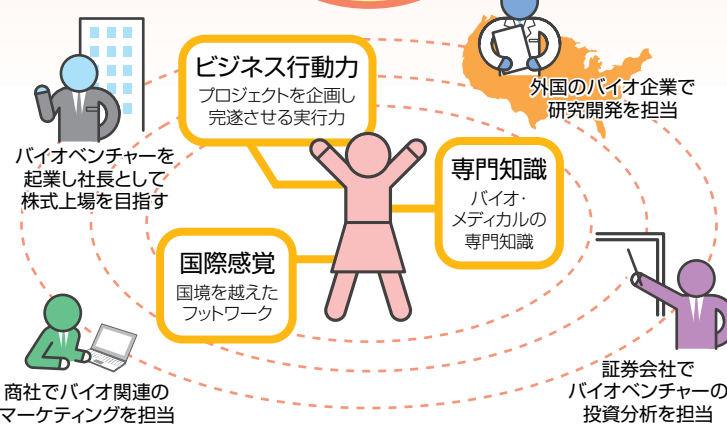 ビジネス行動力
プロジェクトを企画し
完遂させる実行力
外国のバイオ企業で
研究開発を担当
バイオベンチャーを
起業し社長として
株式上場を目指す
専門知識
バイオ・
メディカルの
専門知識
国際感覚
国境を越えた
フットワーク
商社でバイオ関連の
マーケティングを担当
証券会社で
バイオベンチャーの
投資分析を担当